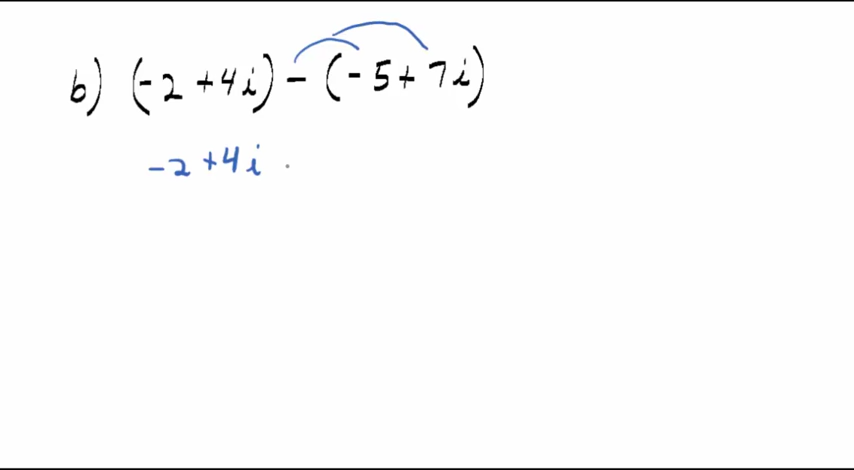 b) (-2 +4i) - (-5+ 7i)
-2 +4i